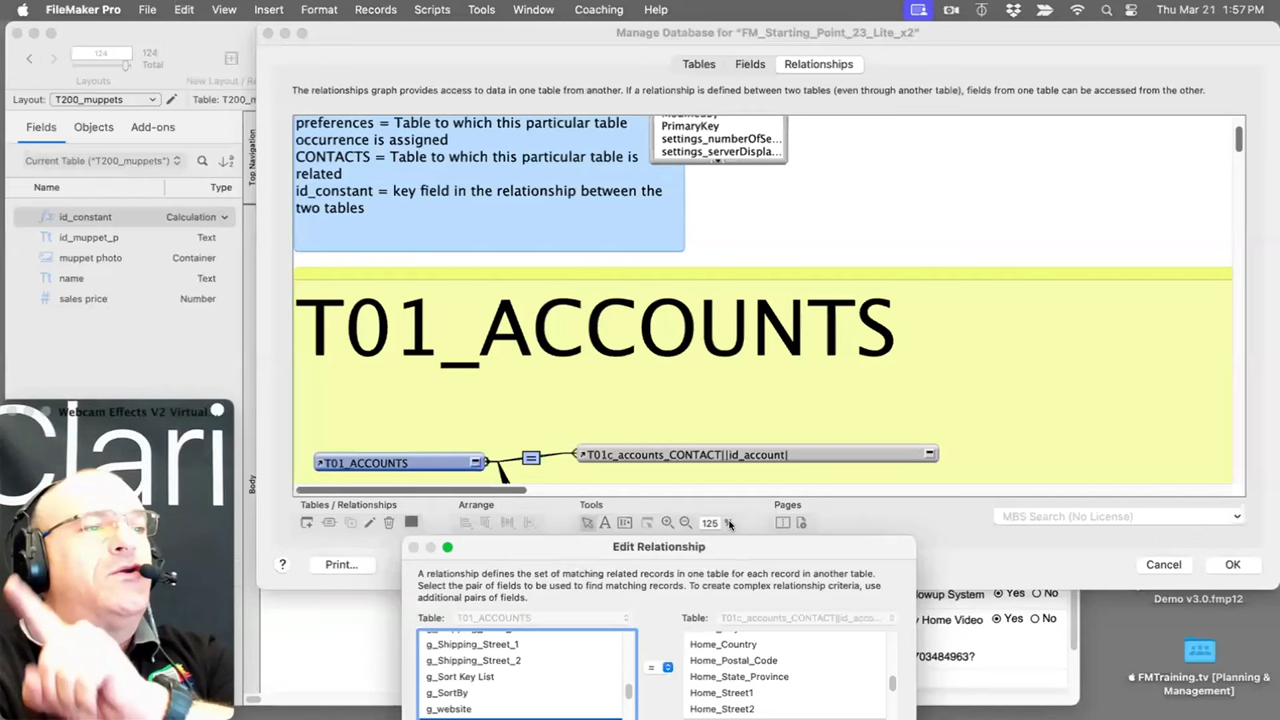 FileMaker Pro File Edit View Insert Format Records Scripts Tools Window Coaching Help Thu Mar 21 1:57 PM
Manage Database for "FM_Starting_Point_23_Lite_x2"
124
124
Total
Layouts
New Layout / Re
Layout: T200_muppets Table: T200_m
Fields Objects Add-ons
Current Table ("T200_muppets")
Name Type
id_constant Calculation
Tt id_muppet_p Text
muppet photo Container
Tt name Text
# sales price Number
Top Navigation
Body
Tables Fields Relationships
The relationships graph provides access to data in one table from another. If a relationship is defined between two tables (even through another table), fields from one table can be accessed from the other.
preferences = Table to which this particular table
occurrence is assigned
CONTACTS = Table to which this particular table is
related
id_constant = key field in the relationship between the
two tables
PrimaryKey
settings_numberOfSe...
settings_serverDispla...
T01_ACCOUNTS
T01_ACCOUNTS
=
T01c_accounts_CONTACT||id_account|
Tables / Relationships Arrange Tools Pages
A 125 %
MBS Search (No License)
? Print... Cancel OK
Edit Relationship
A relationship defines the set of matching related records in one table for each record in another table.
Select the pair of fields to be used to find matching records. To create complex relationship criteria, use
additional pairs of fields.
Table: T01_ACCOUNTS Table: T01c_accounts_CONTACT||id_acco...
g_Shipping_Street_1
g_Shipping_Street_2
g_Sort Key List
g_SortBy
g_website
=
Home_Country
Home_Postal_Code
Home_State_Province
Home_Street1
Home_Street2
Webcam Effects V2 Virtual
Clari
lowup System Yes No
y Home Video Yes No
703484963?
Demo v3.0.fmp12
FMTraining.tv [Planning &
Management]